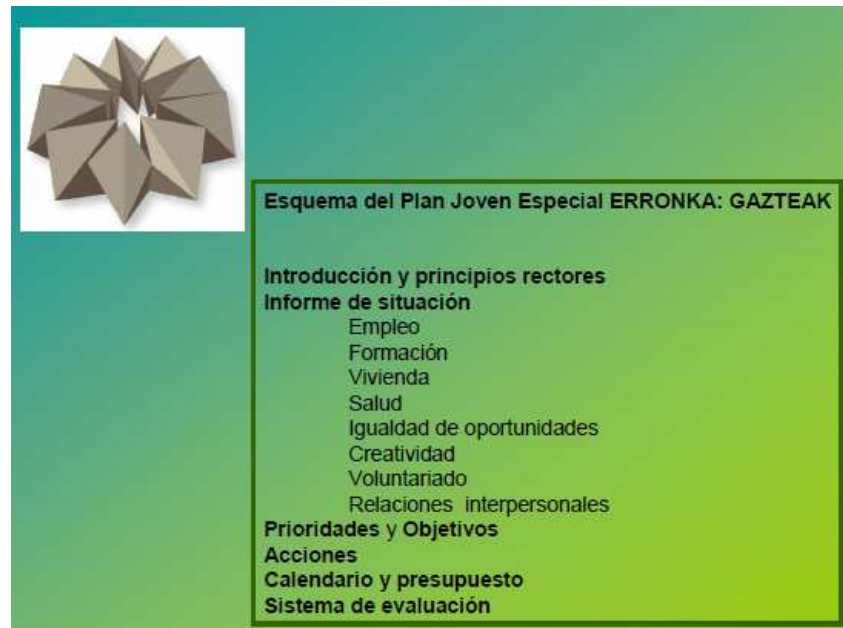 Esquema del Plan Joven Especial ERRONKA: GAZTEAK
Introducción y principios rectores
Informe de situación
Empleo
Formación
Vivienda
Salud
Igualdad de oportunidades
Creatividad
Voluntariado
Relaciones interpersonales
Prioridades y Objetivos
Acciones
Calendario y presupuesto
Sistema de evaluación